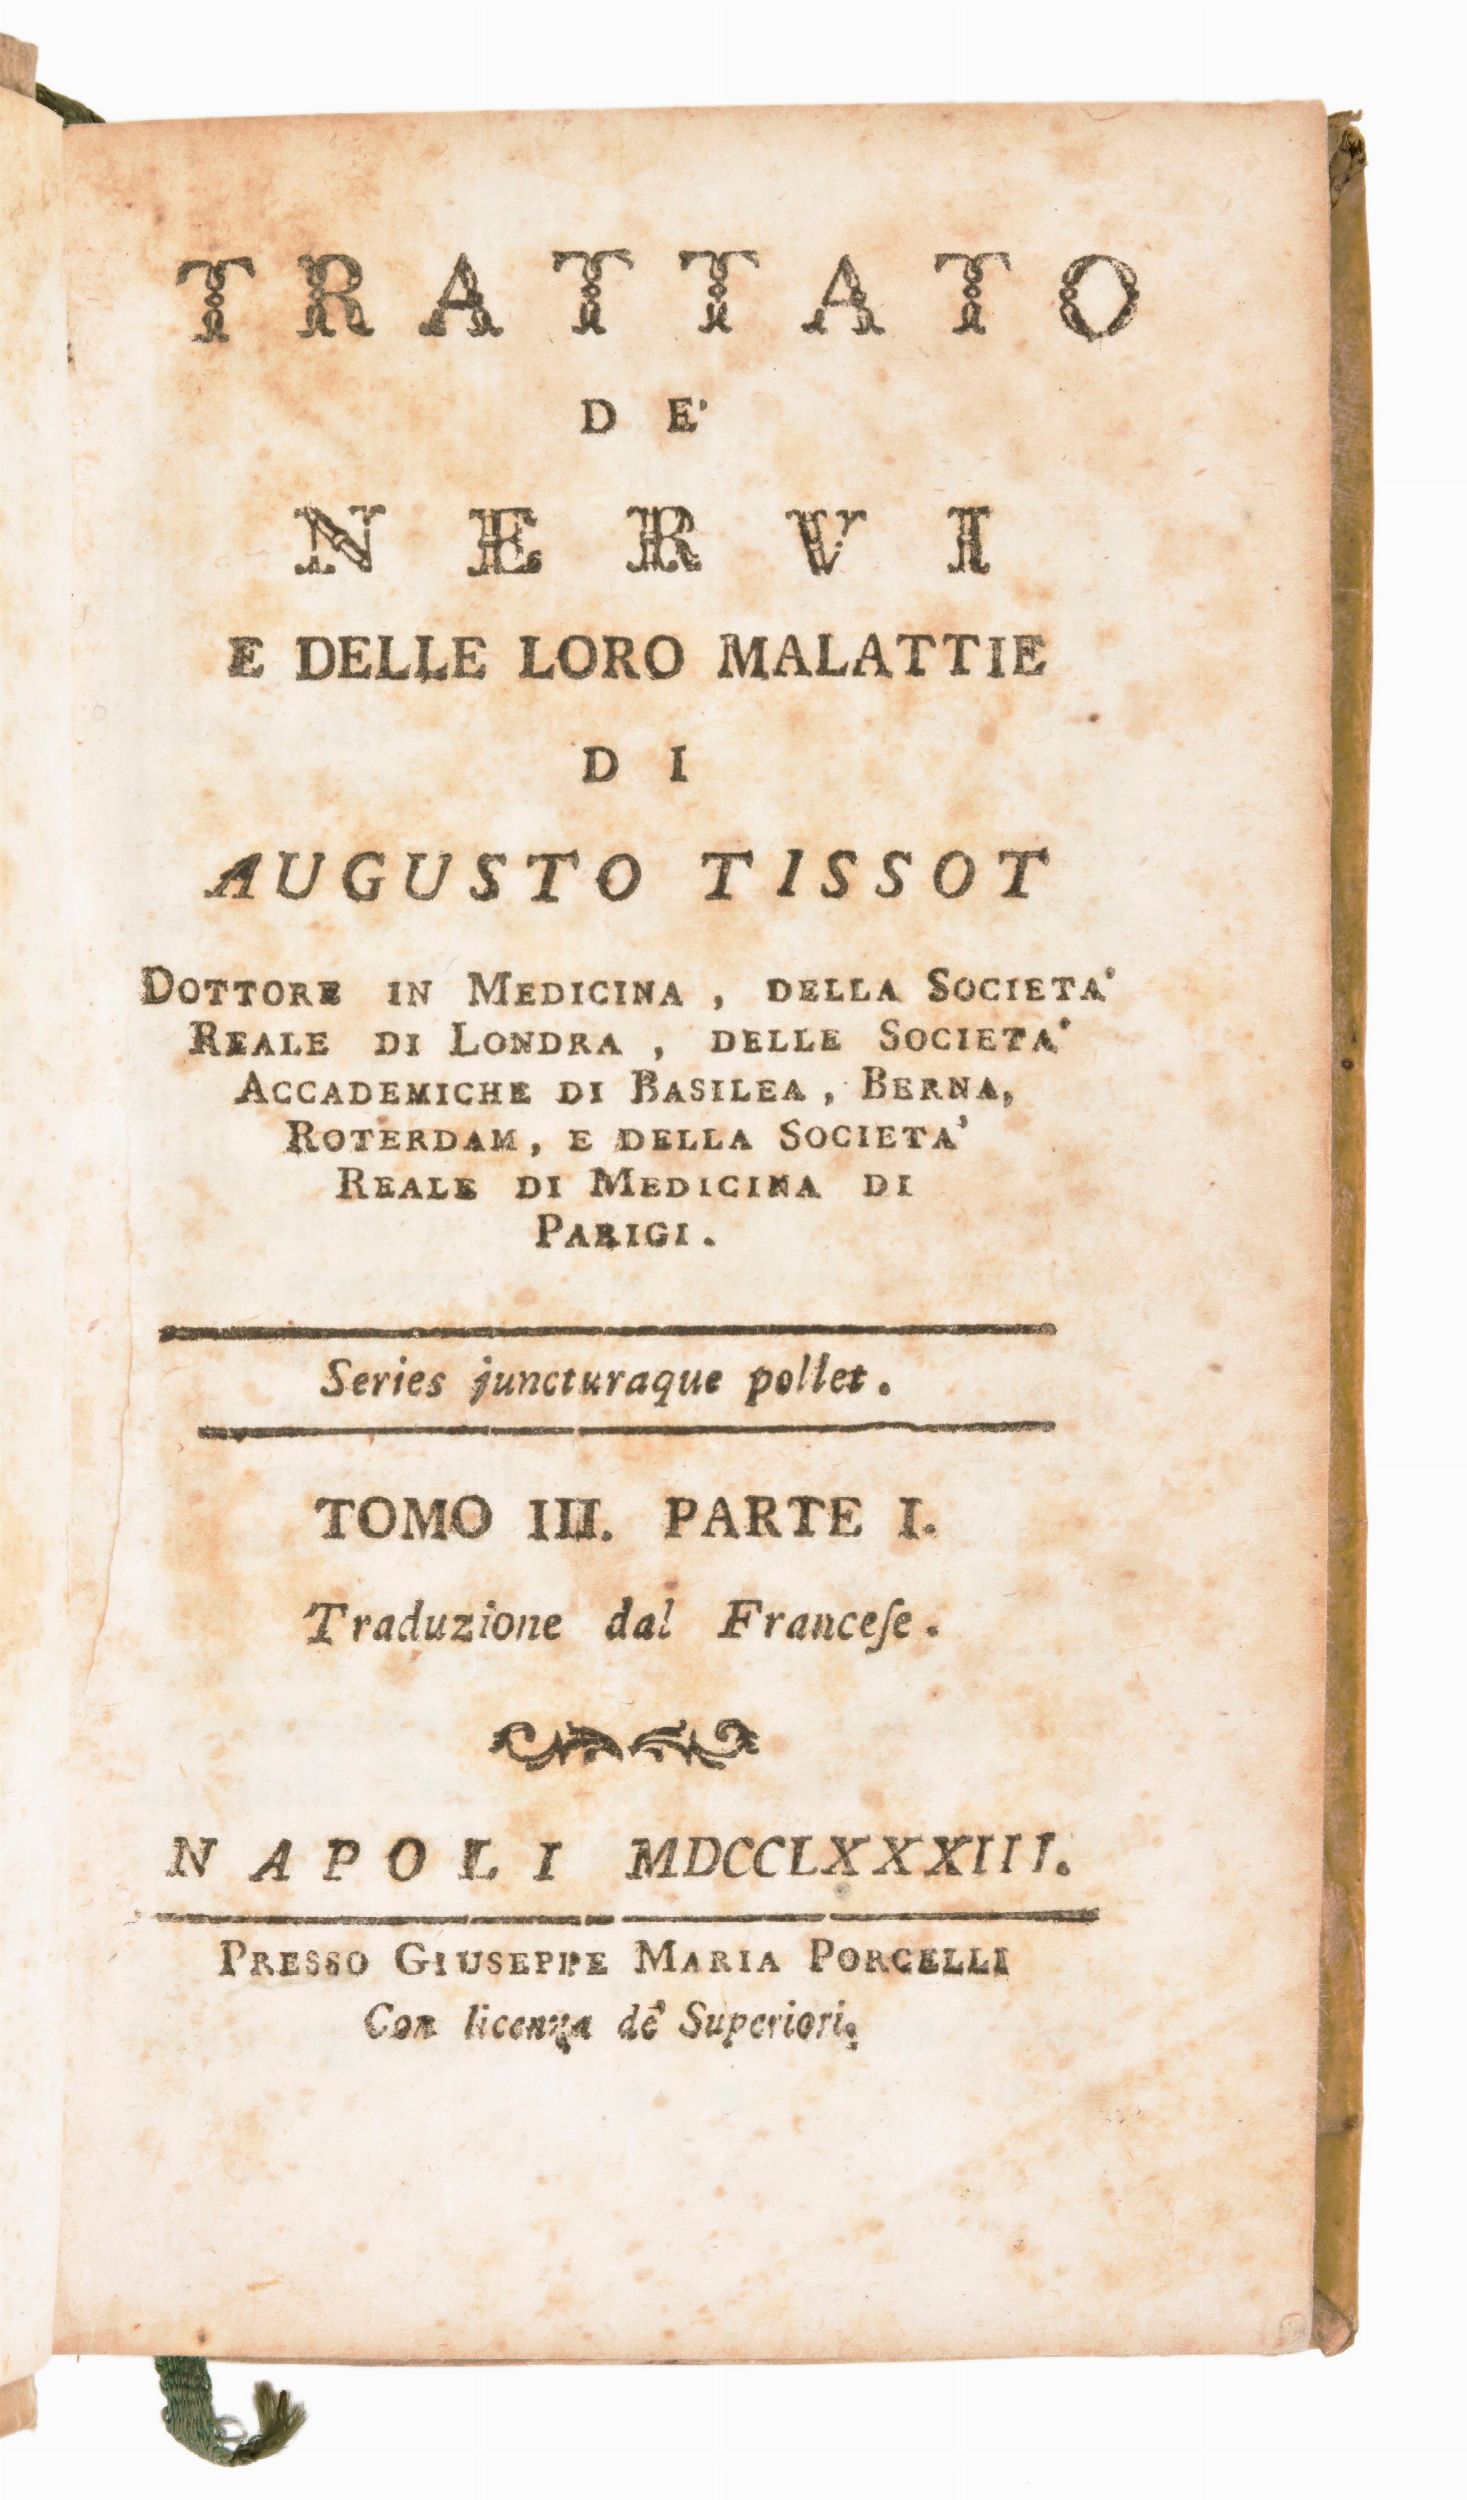 TRATTATO
DE'
NERVI
E DELLE LORO MALATTIE
DI
AUGUSTO TISSOT
DOTTORE IN MEDICINA, DELLA SOCIETA'
REALE DI LONDRA, DELLE SOCIETA'
ACCADEMICHE DI BASILEA, BERNA,
ROTERDAM, E DELLA SOCIETA'
REALE DI MEDICINA DI
PARIGI.
Series juncturaque pollet.
TOMO III. PARTE I.
Traduzione dal Franceſe.
NAPOLI MDCCLXXXIII.
PRESSO GIUSEPPE MARIA PORCELLI
Con licenza de' Superiori.